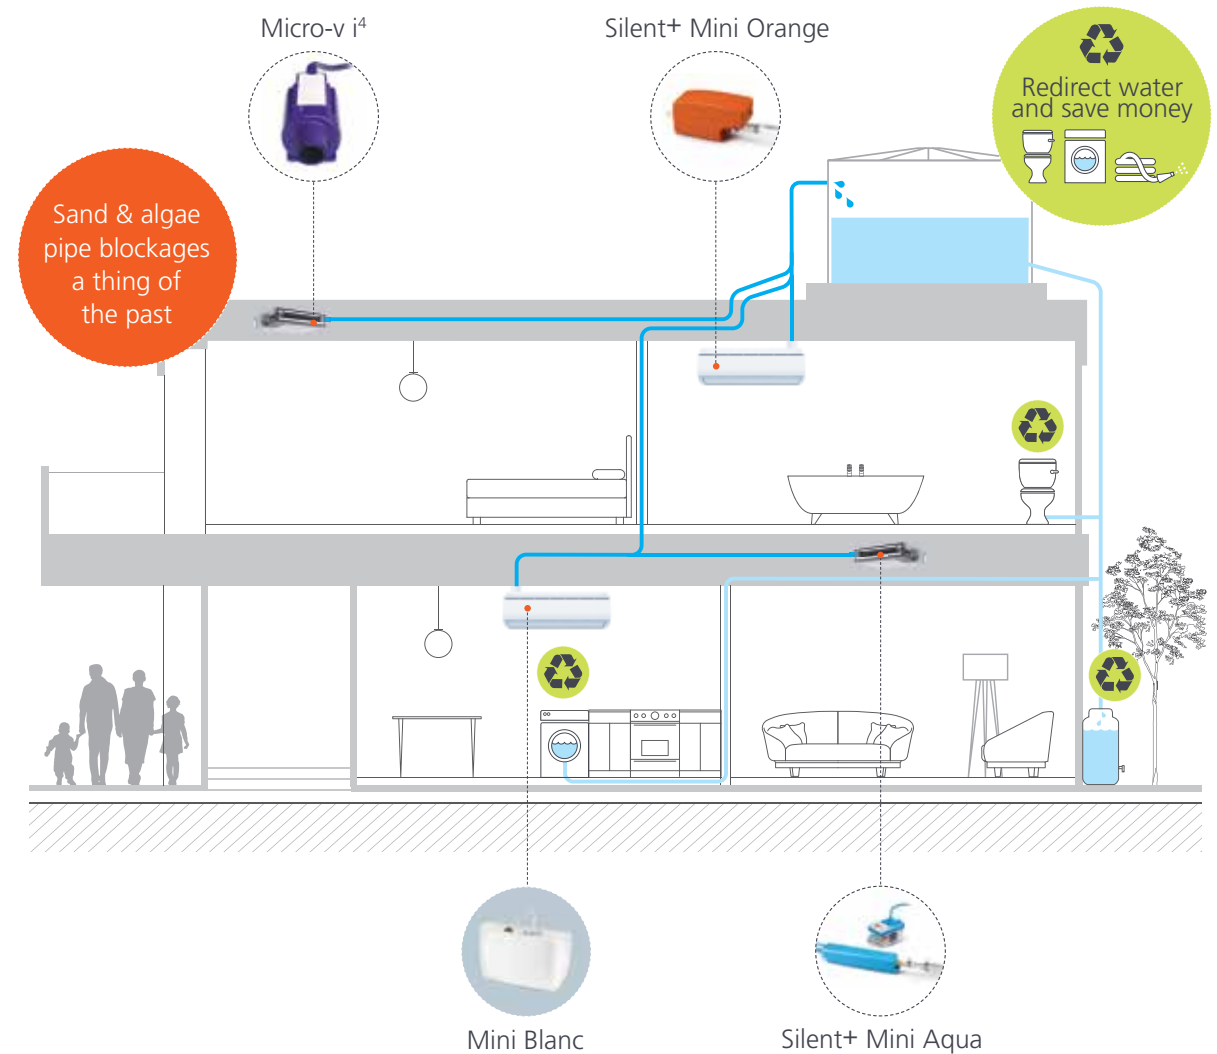 Micro-v i⁴
Silent+ Mini Orange
Redirect water
and save money
Sand & algae
pipe blockages
a thing of
the past
Mini Blanc
Silent+ Mini Aqua